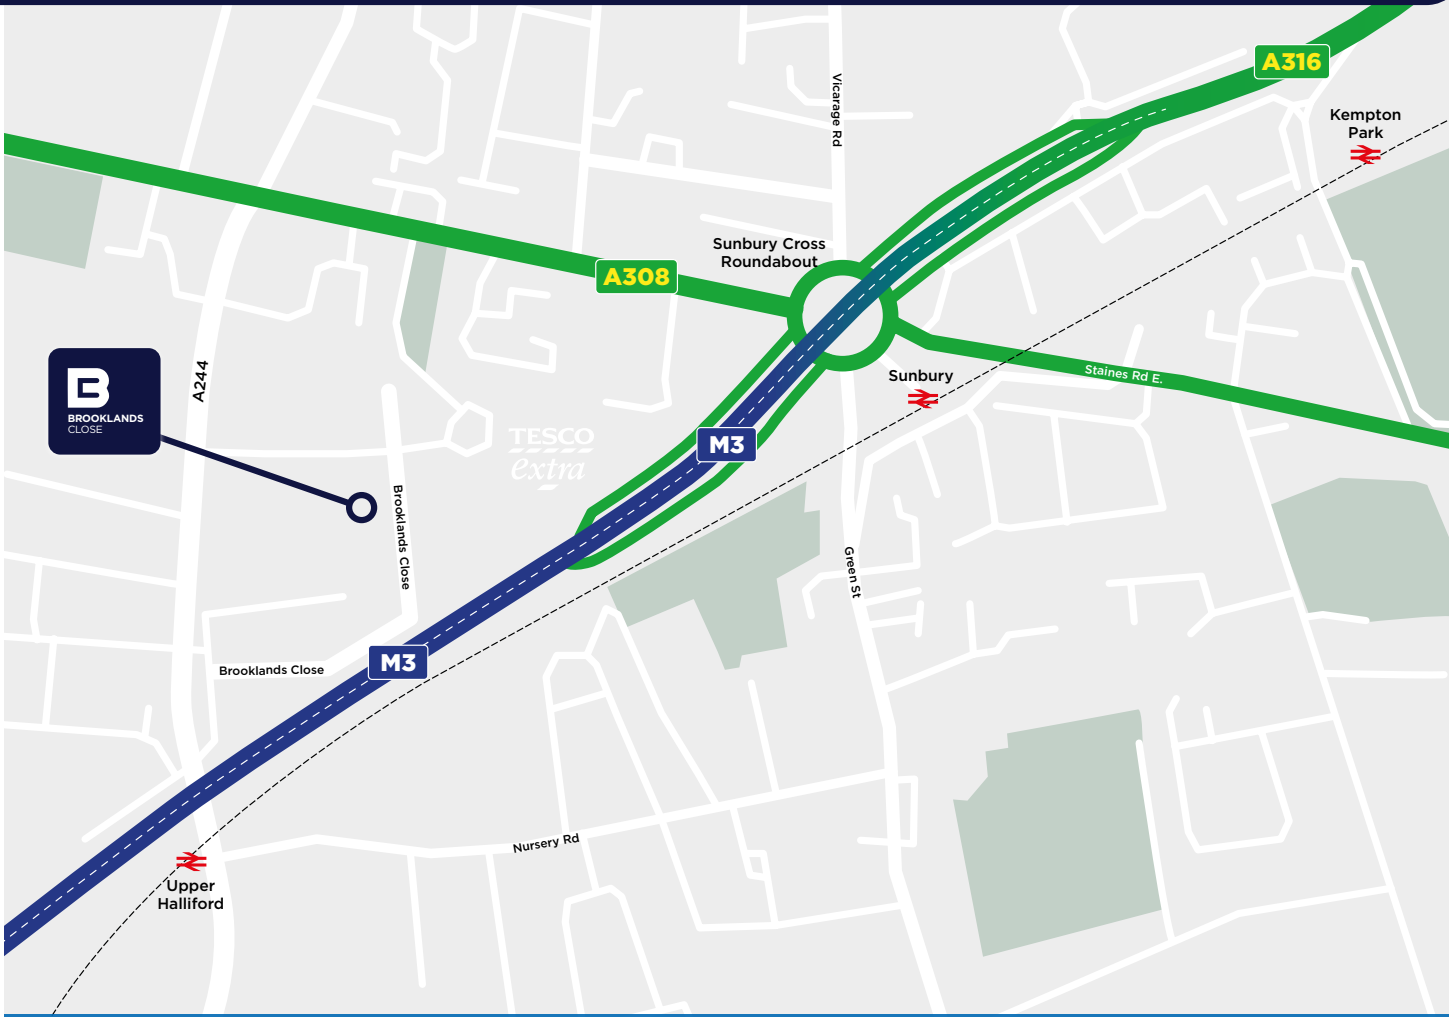 A316
Vicarage Rd
Kempton
Park
Sunbury Cross
Roundabout
A308
A244
Staines Rd E.
Sunbury
B
BROOKLANDS
CLOSE
TESCO
extra
M3
Brooklands Close
Green St
Brooklands Close
M3
Nursery Rd
Upper
Halliford